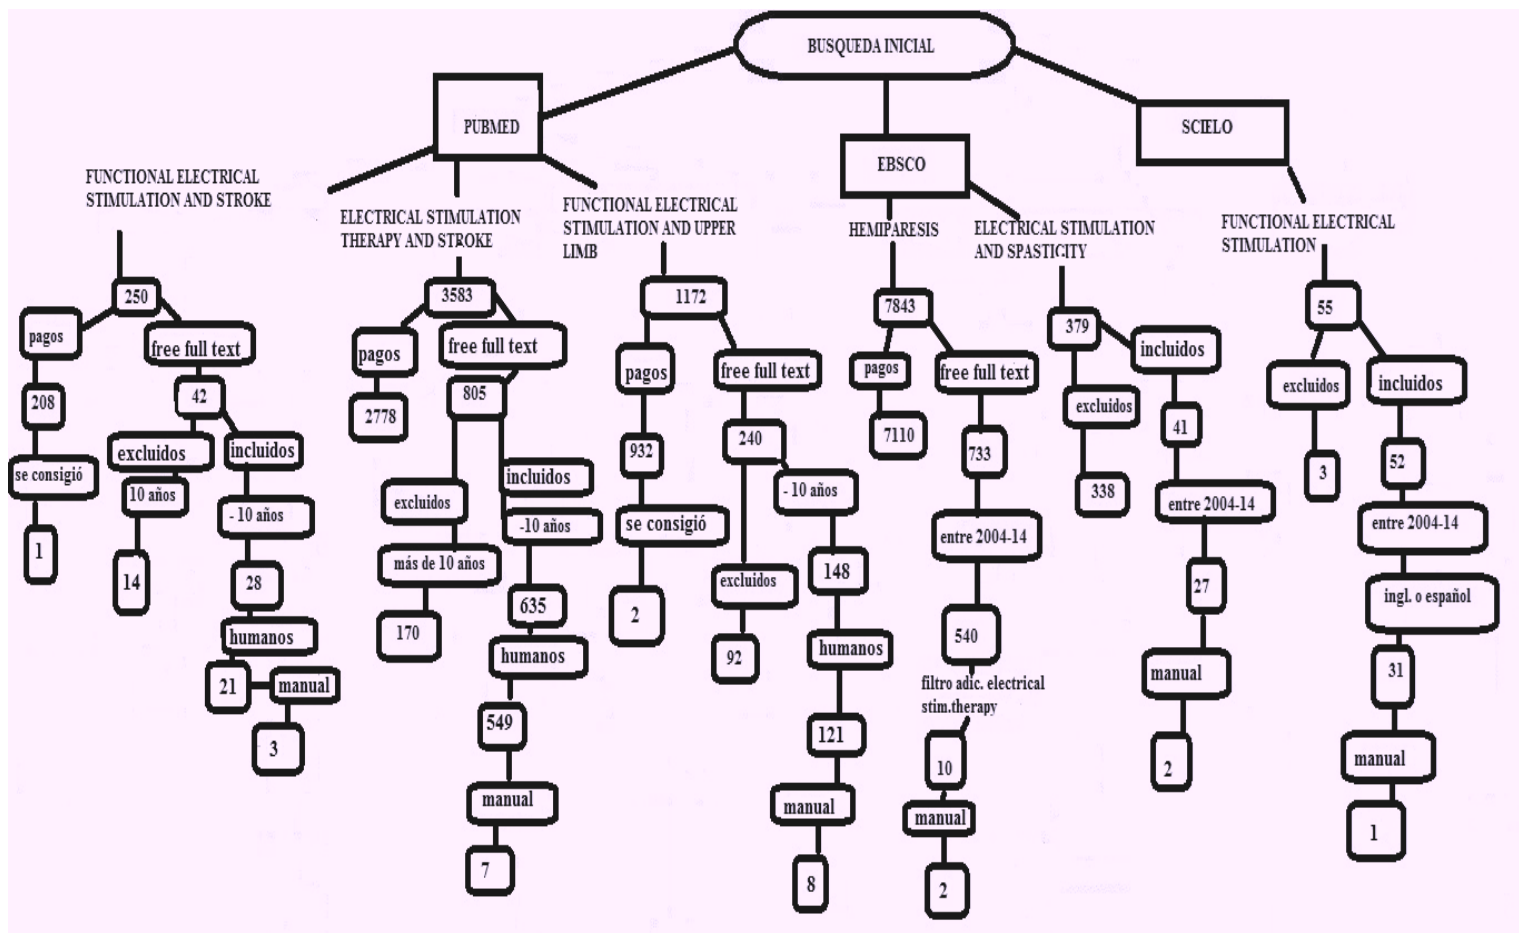 BUSQUEDA INICIAL
PUBMED
EBSCO
SCIELO
FUNCTIONAL ELECTRICAL
STIMULATION AND STROKE
250
pagos
208
se consigió
1
free full text
42
excluidos
10 años
14
incluidos
- 10 años
28
humanos
21
manual
3
ELECTRICAL STIMULATION
THERAPY AND STROKE
3583
pagos
2778
free full text
805
excluidos
más de 10 años
170
incluidos
-10 años
635
humanos
549
manual
7
FUNCTIONAL ELECTRICAL
STIMULATION AND UPPER
LIMB
1172
pagos
932
se consigió
2
free full text
240
excluidos
92
- 10 años
148
humanos
121
manual
8
HEMIPARESIS
7843
pagos
7110
free full text
733
entre 2004-14
540
filtro adic. electrical
stim.therapy
10
manual
2
ELECTRICAL STIMULATION
AND SPASTICITY
379
excluidos
338
incluidos
41
entre 2004-14
27
manual
2
FUNCTIONAL ELECTRICAL
STIMULATION
55
excluidos
3
incluidos
52
entre 2004-14
ingl. o español
31
manual
1